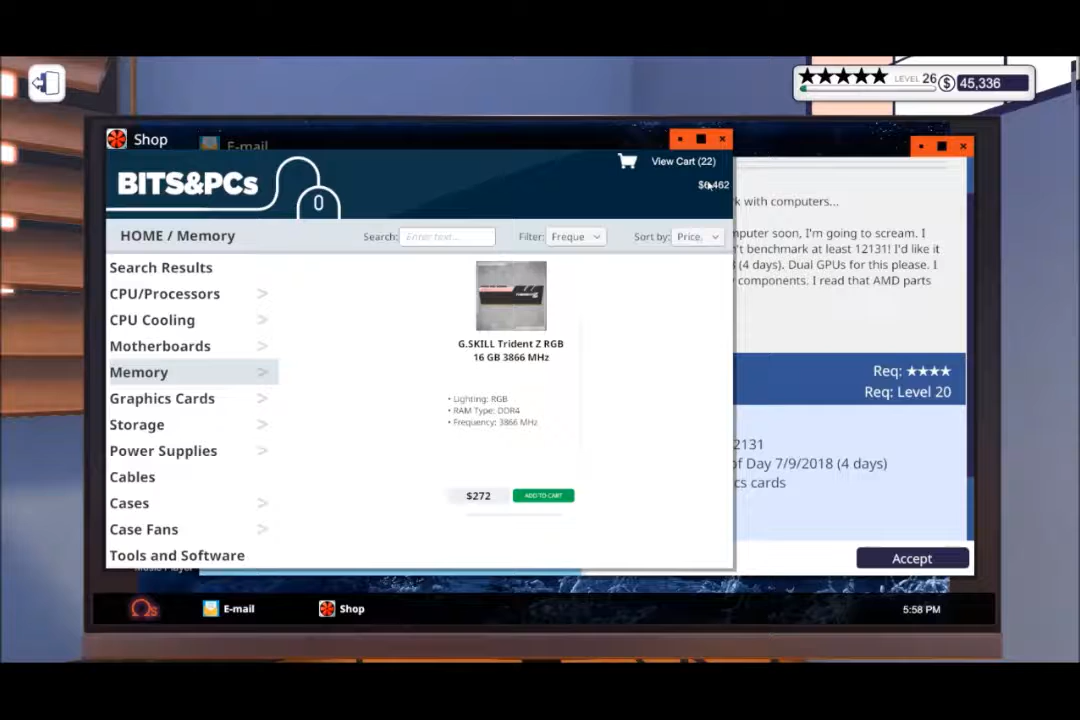 LEVEL 26
$ 45,336
Shop
E-mail
View Cart (22)
BITS&PCs
HOME / Memory
Search: Enter text...
Filter: Freque
Sort by: Price,
Search Results
CPU/Processors >
CPU Cooling >
Motherboards >
Memory >
Graphics Cards >
Storage >
Power Supplies >
Cables
Cases >
Case Fans >
Tools and Software
G.SKILL Trident Z RGB
16 GB 3866 MHz
• Lighting: RGB
• RAM Type: DDR4
• Frequency: 3866 MHz
$272
ADD TO CART
k with computers...
mputer soon, I'm going to scream. I
n't benchmark at least 12131! I'd like it
(4 days). Dual GPUs for this please. I
components. I read that AMD parts
Req: ★★★★
Req: Level 20
2131
of Day 7/9/2018 (4 days)
cs cards
Accept
Music Player
E-mail
Shop
5:58 PM